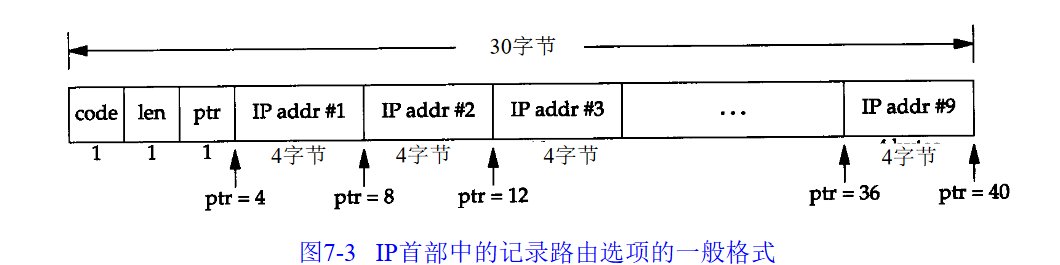 30字节
code len ptr IP addr #1 IP addr #2 IP addr #3 ... IP addr #9
1 1 1 4字节 4字节 4字节 4字节
ptr = 4 ptr = 8 ptr = 12 ptr = 36 ptr = 40
图7-3 IP首部中的记录路由选项的一般格式